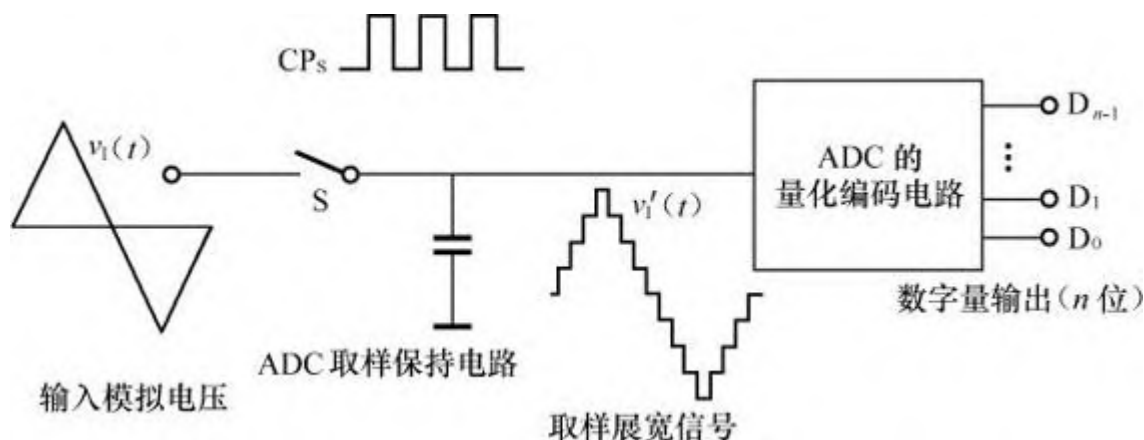 CPs
v₁(t)
S
v₁′(t)
ADC 的
量化编码电路
Dₙ₋₁
⋮
D₁
D₀
数字量输出(n 位)
ADC 取样保持电路
输入模拟电压
取样展宽信号